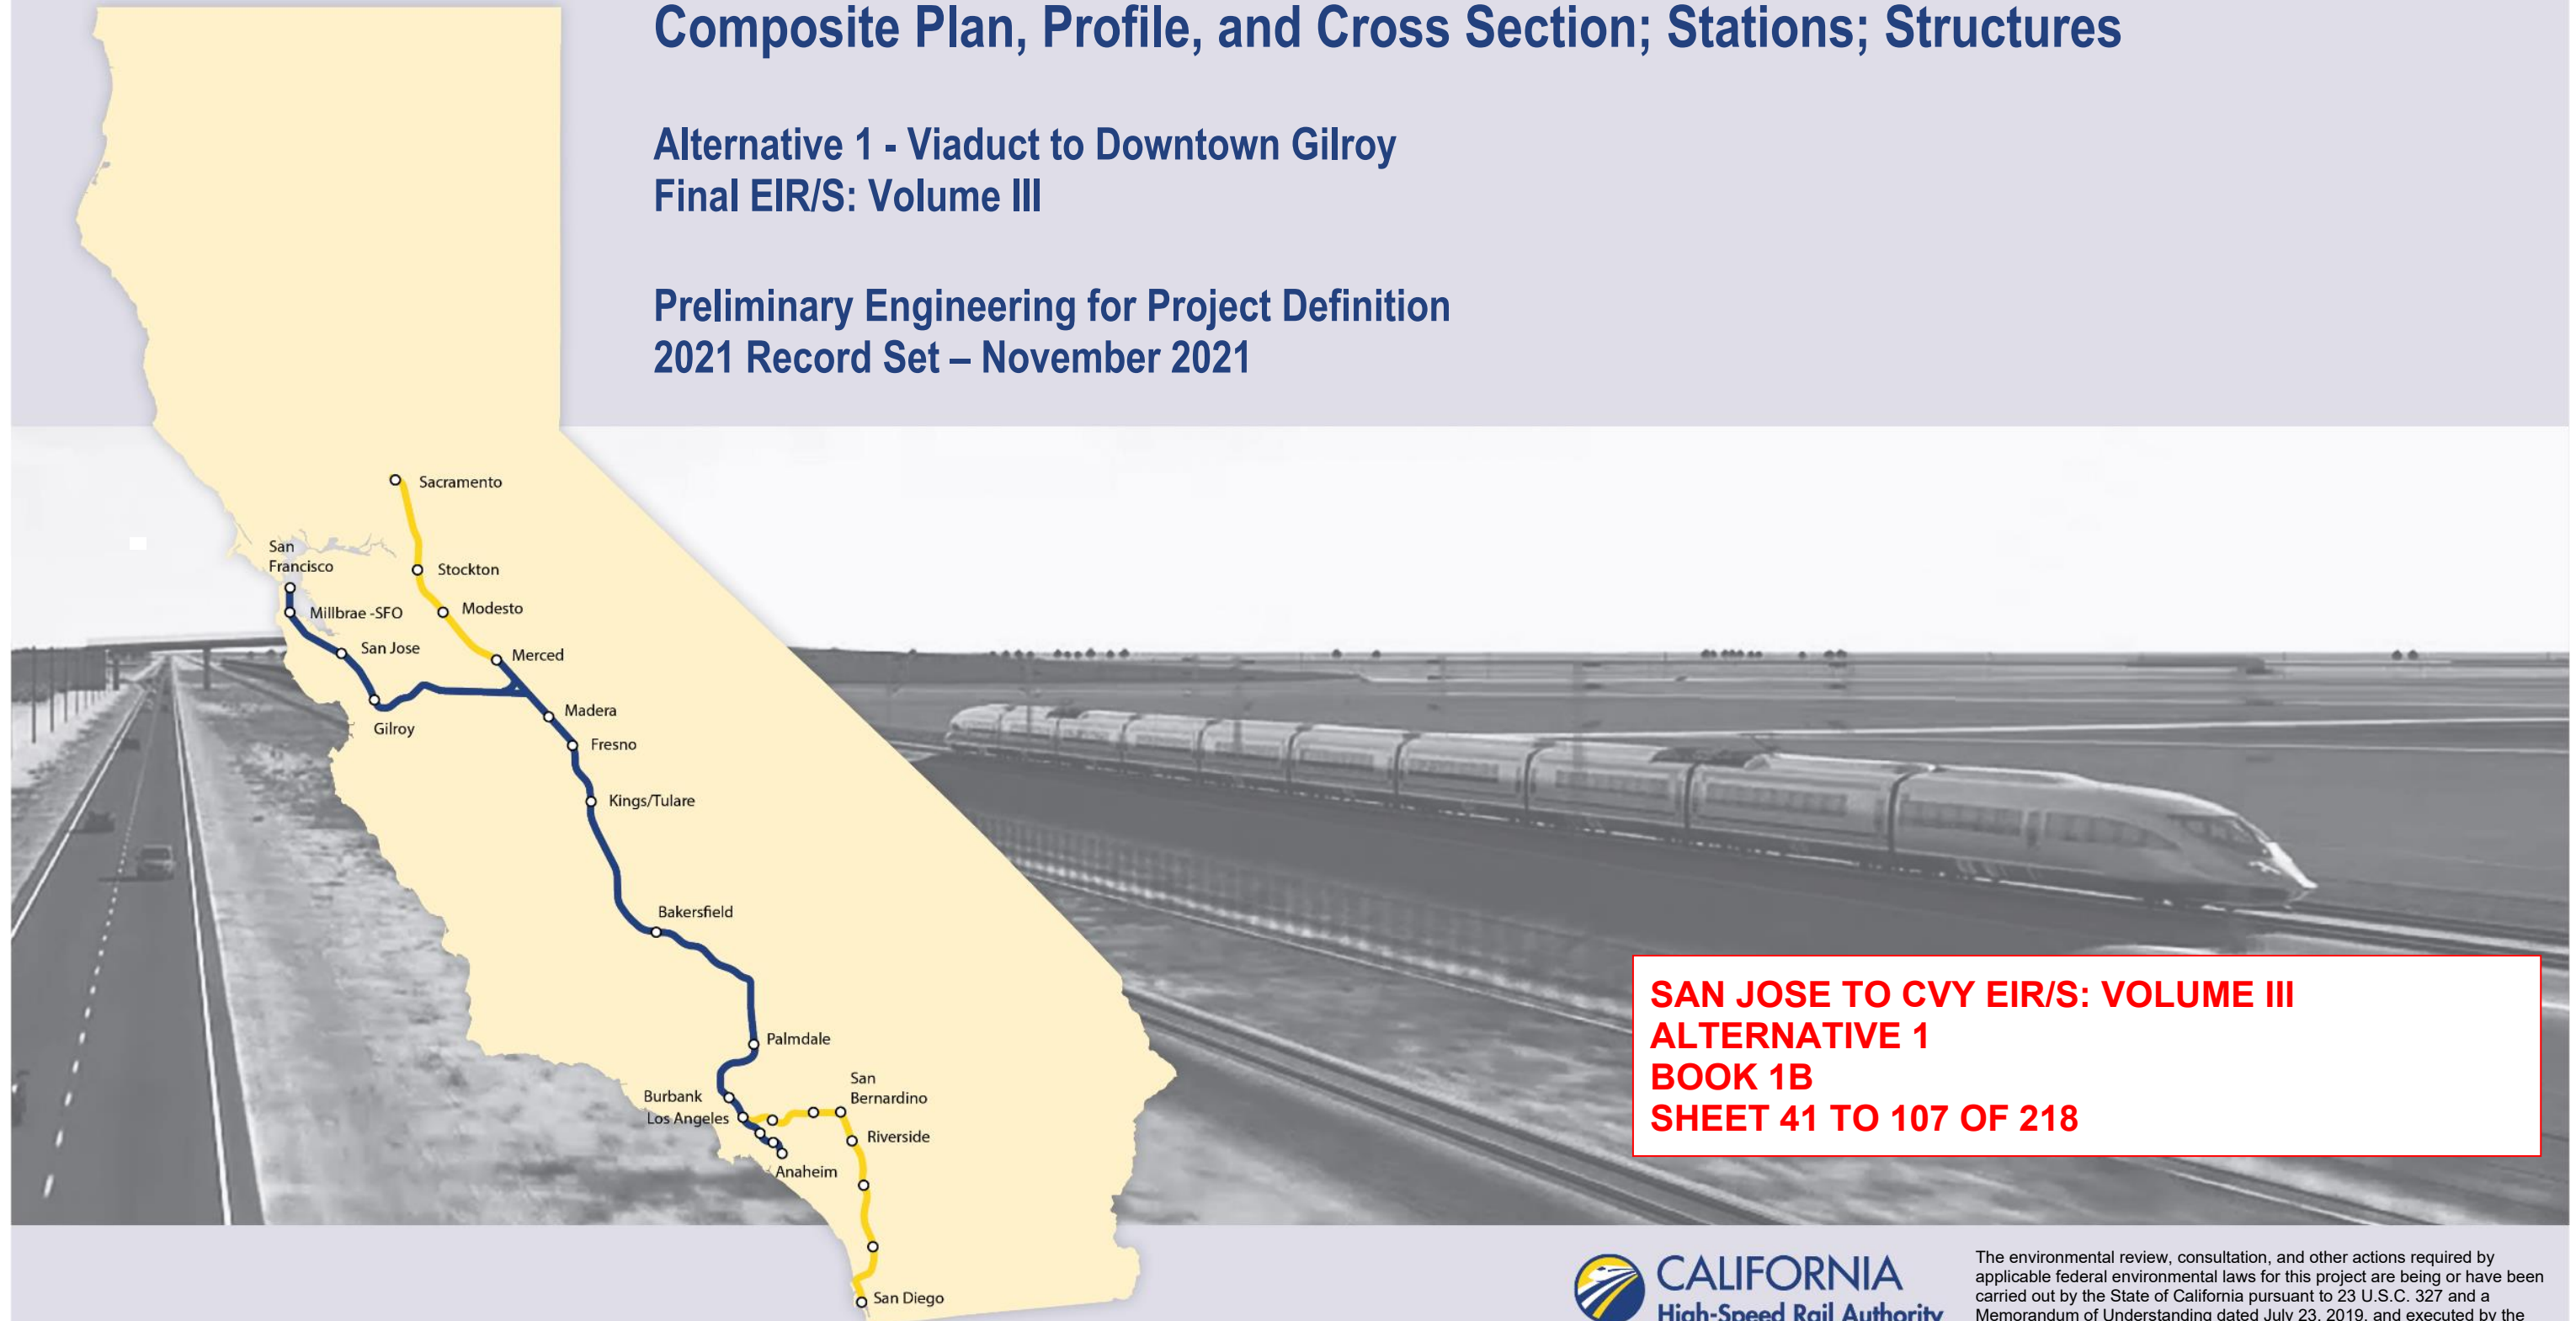 Composite Plan, Profile, and Cross Section; Stations; Structures
Alternative 1 - Viaduct to Downtown Gilroy
Final EIR/S: Volume III
Preliminary Engineering for Project Definition
2021 Record Set – November 2021
Sacramento
San
Francisco
Stockton
Millbrae -SFO
Modesto
San Jose
Merced
Gilroy
Madera
Fresno
Kings/Tulare
Bakersfield
Palmdale
Burbank
Los Angeles
San
Bernardino
Riverside
Anaheim
San Diego
SAN JOSE TO CVY EIR/S: VOLUME III
ALTERNATIVE 1
BOOK 1B
SHEET 41 TO 107 OF 218
CALIFORNIA
High-Speed Rail Authority
The environmental review, consultation, and other actions required by
applicable federal environmental laws for this project are being or have been
carried out by the State of California pursuant to 23 U.S.C. 327 and a
Memorandum of Understanding dated July 23, 2019, and executed by the